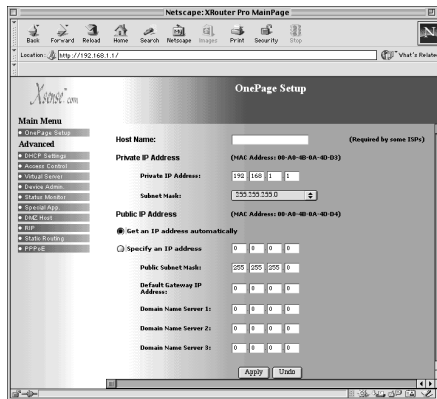 Netscape: XRouter Pro MainPage
Back Forward Reload Home Search Netscape Images Print Security Stop
N
Location: http://192.168.1.1/
What's Relate
Xsense.com
OnePage Setup
Main Menu
OnePage Setup
Advanced
DHCP Settings
Access Control
Virtual Server
Device Admin.
Status Monitor
Special App.
DMZ Host
RIP
Static Routing
PPPoE
Host Name: (Required by some ISPs)
Private IP Address (MAC Address: 00-A0-4B-0A-4D-D3)
Private IP Address: 192 168 1 1
Subnet Mask: 255.255.255.0
Public IP Address (MAC Address: 00-A0-4B-0A-4D-D4)
Get an IP address automatically
Specify an IP address 0 0 0 0
Public Subnet Mask: 255 255 255 0
Default Gateway IP Address: 0 0 0 0
Domain Name Server 1: 0 0 0 0
Domain Name Server 2: 0 0 0 0
Domain Name Server 3: 0 0 0 0
Apply Undo